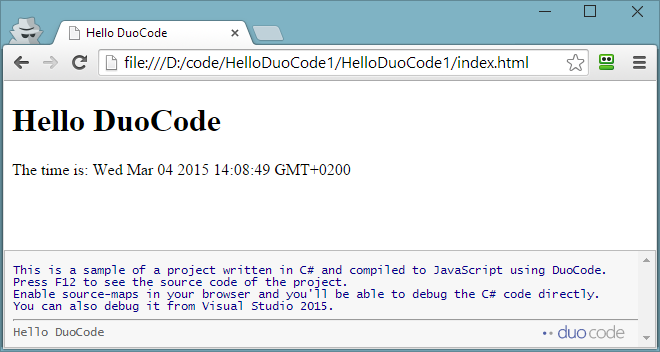 Hello DuoCode
file:///D:/code/HelloDuoCode1/HelloDuoCode1/index.html
Hello DuoCode
The time is: Wed Mar 04 2015 14:08:49 GMT+0200
This is a sample of a project written in C# and compiled to JavaScript using DuoCode.
Press F12 to see the source code of the project.
Enable source-maps in your browser and you'll be able to debug the C# code directly.
You can also debug it from Visual Studio 2015.
Hello DuoCode
duocode